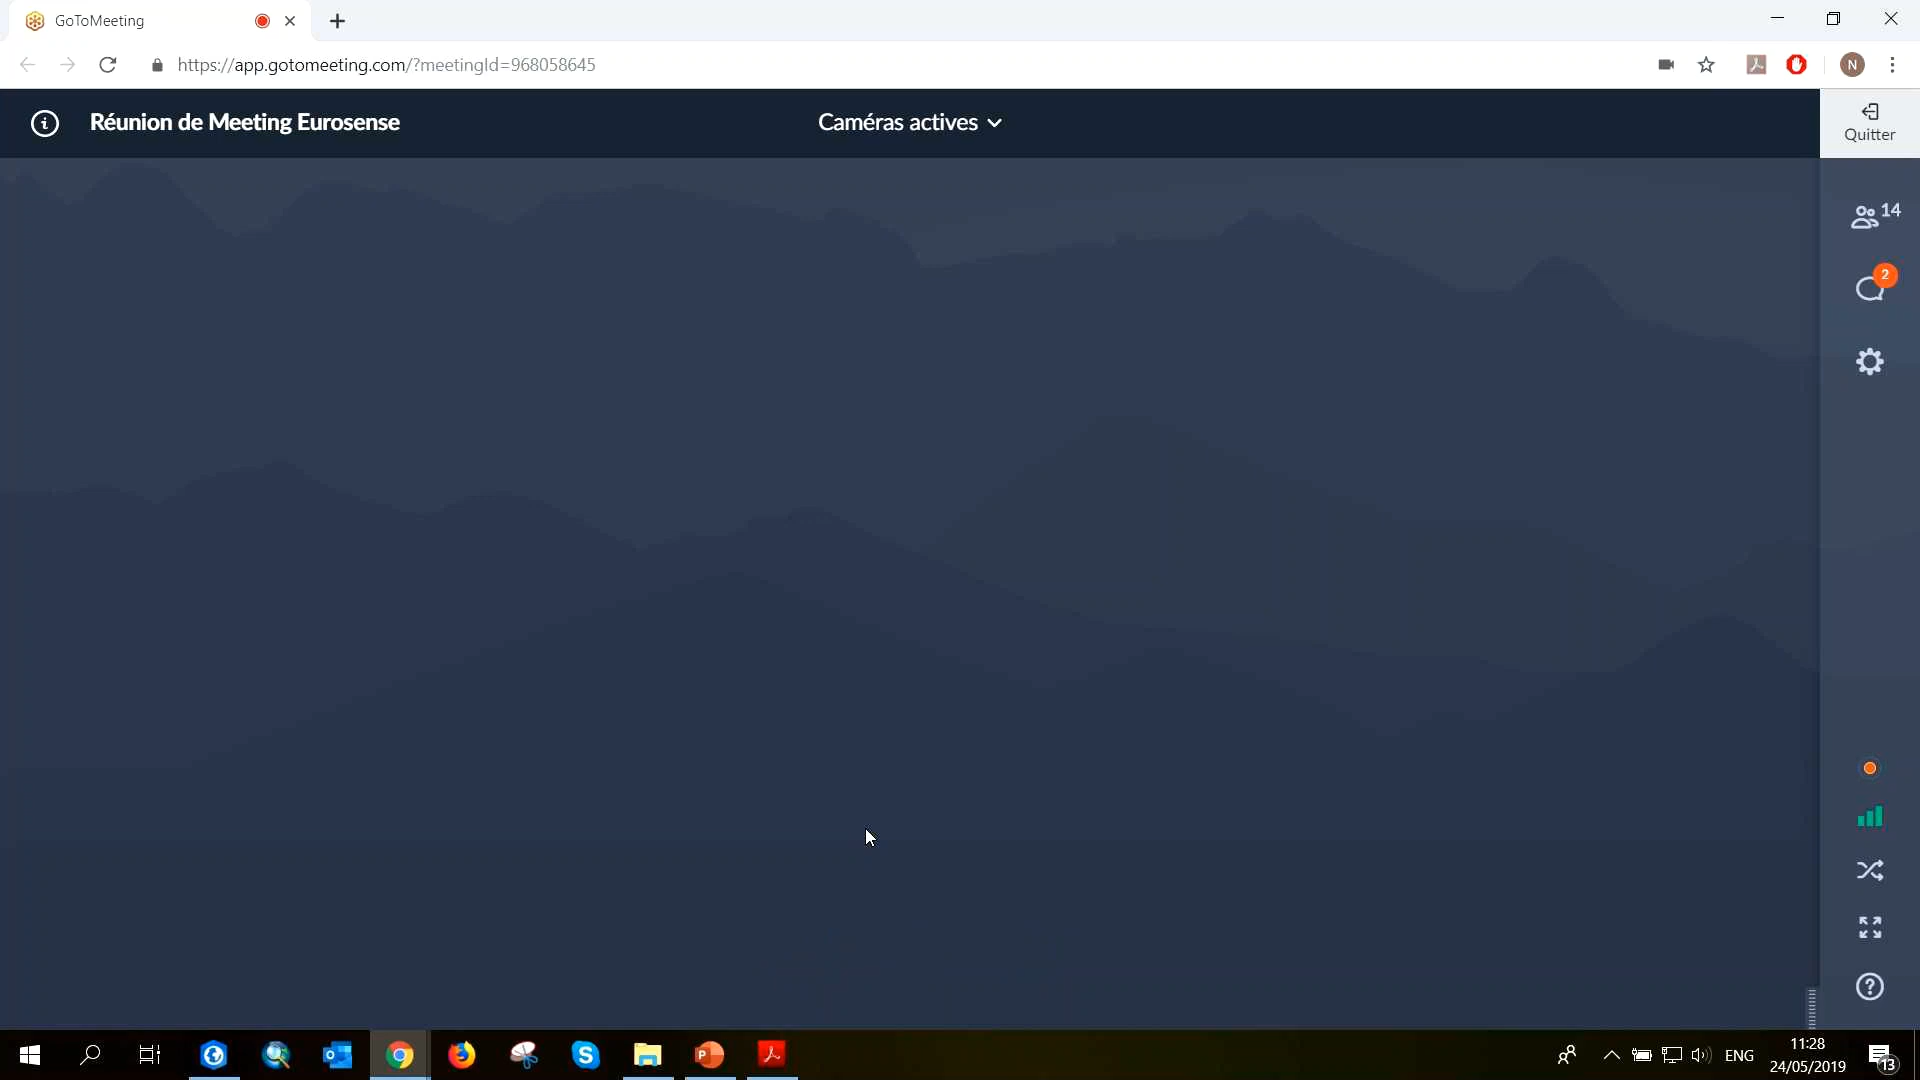 GoToMeeting
https://app.gotomeeting.com/?meetingId=968058645
N
Réunion de Meeting Eurosense
Caméras actives
Quitter
14
2
ENG
11:28
24/05/2019
13